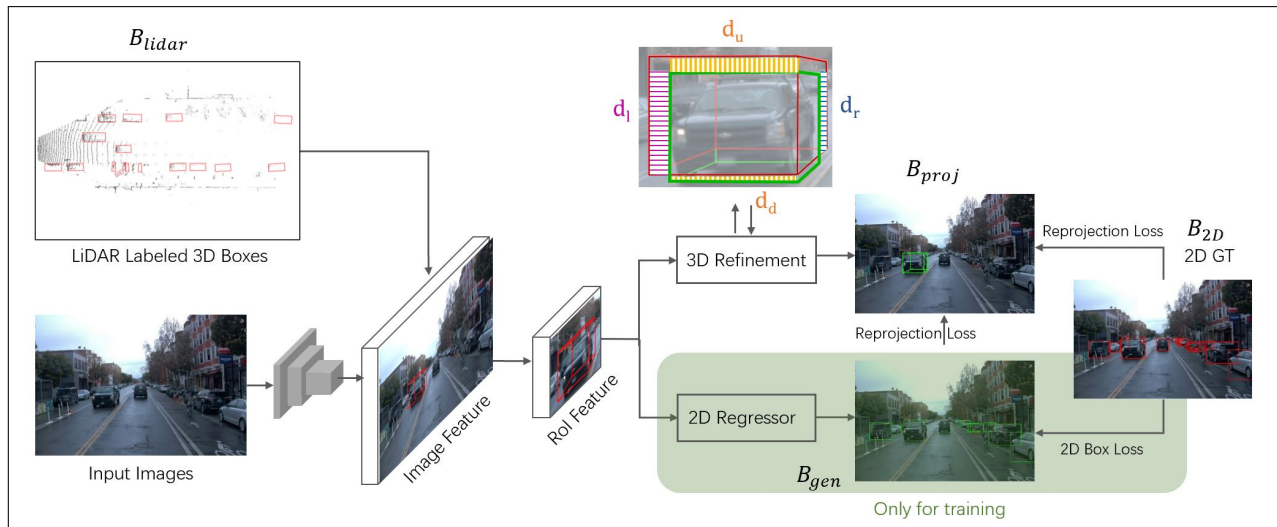 B_lidar
LiDAR Labeled 3D Boxes
Input Images
Image Feature
RoI Feature
d_u
d_l
d_r
d_d
3D Refinement
B_proj
Reprojection Loss
B_2D
2D GT
Reprojection Loss
2D Regressor
2D Box Loss
B_gen
Only for training